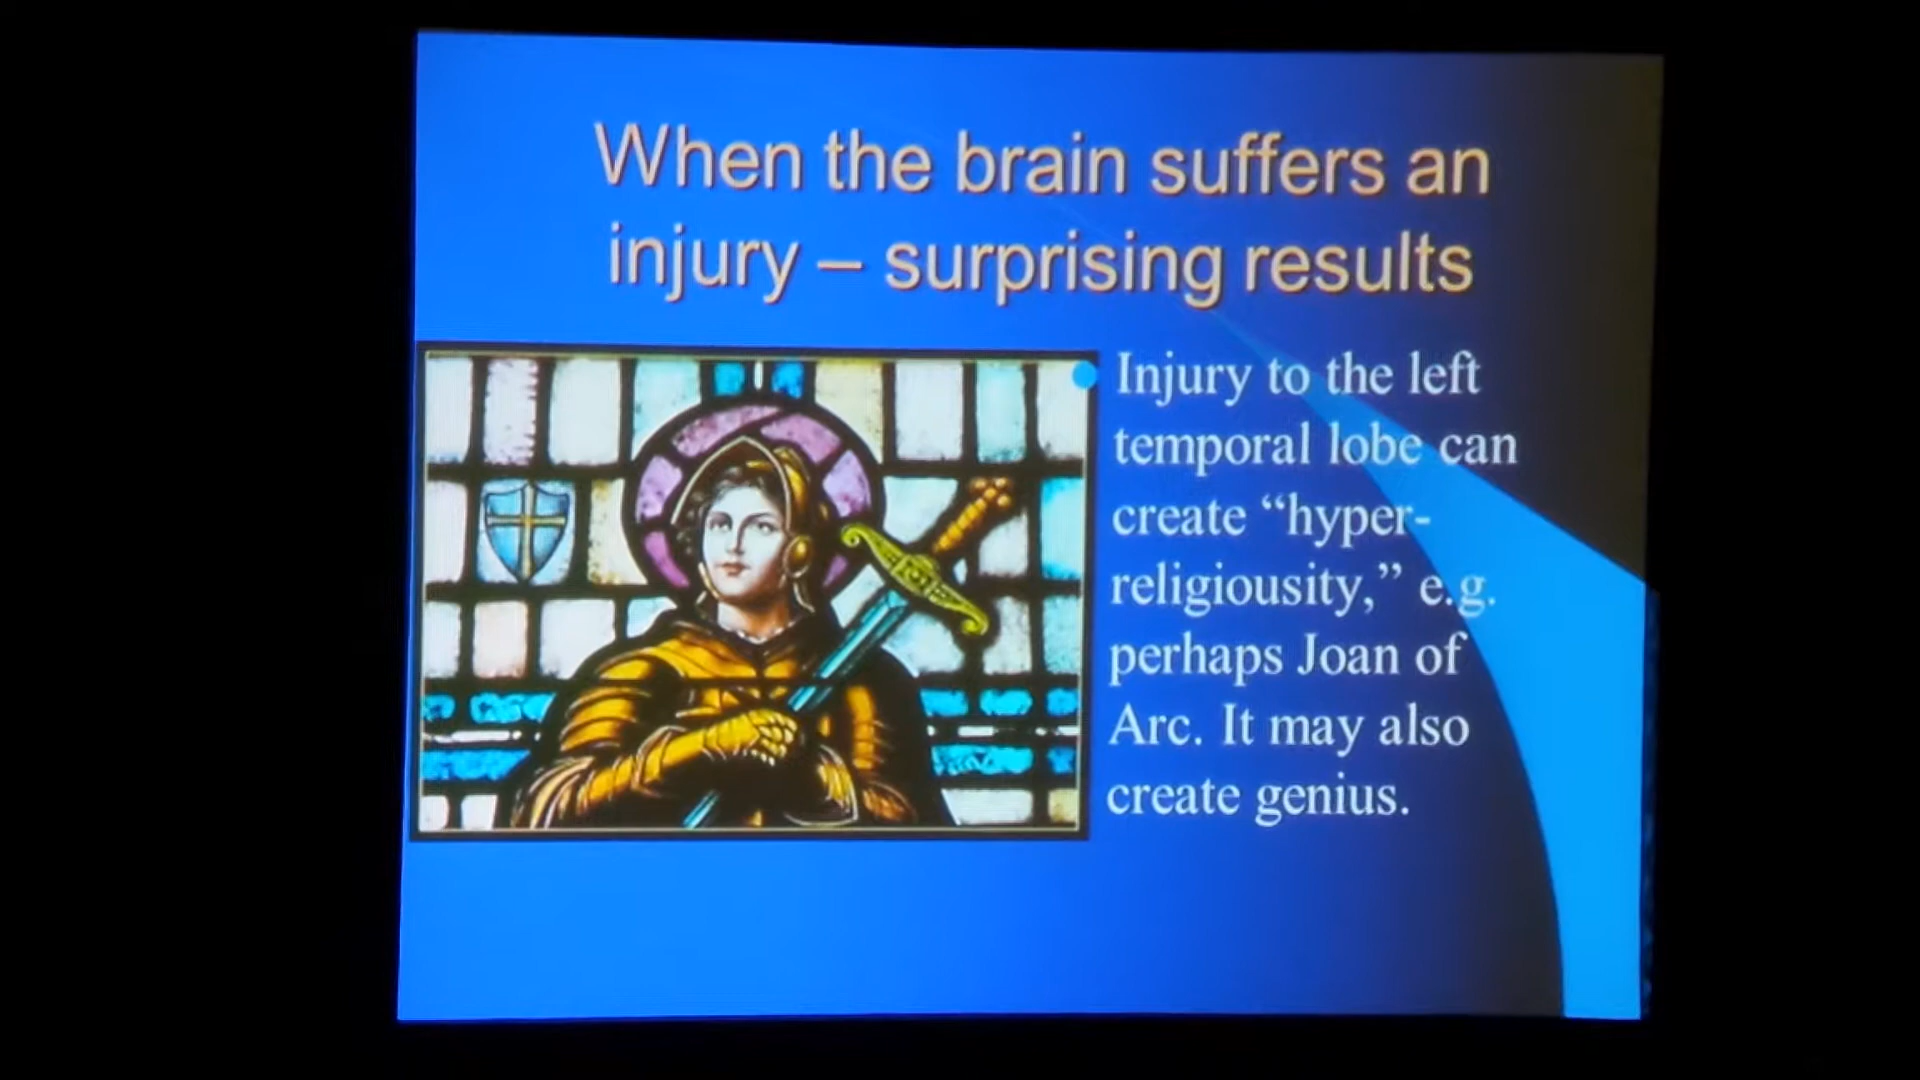 When the brain suffers an
injury – surprising results
Injury to the left
temporal lobe can
create “hyper-
religiousity,” e.g.
perhaps Joan of
Arc. It may also
create genius.